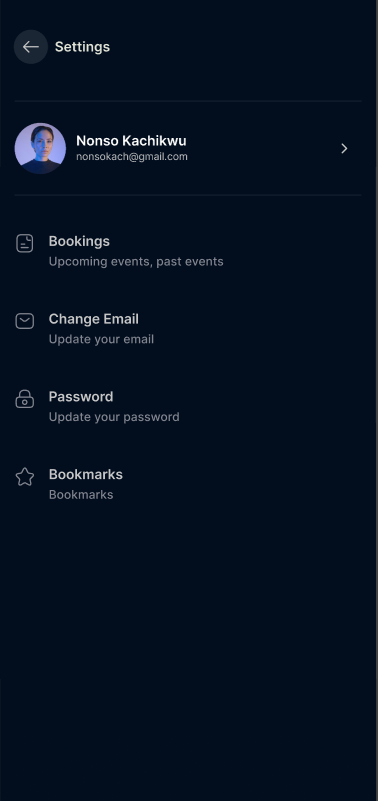 Settings
Nonso Kachikwu
nonsokach@gmail.com
Bookings
Upcoming events, past events
Change Email
Update your email
Password
Update your password
Bookmarks
Bookmarks